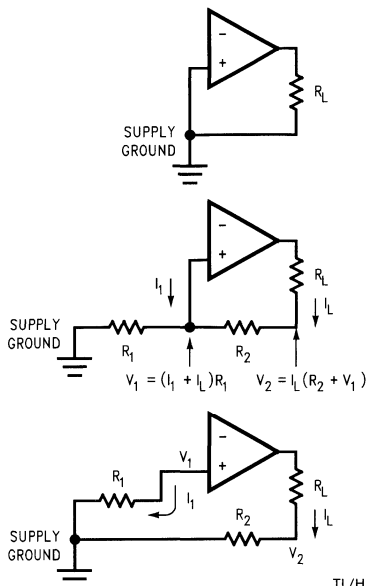 −
+
R_L
SUPPLY
GROUND
−
+
R_L
I_1
I_L
SUPPLY
GROUND
R_1
R_2
V_1 = (I_1 + I_L)R_1
V_2 = I_L(R_2 + V_1)
−
+
V_1
R_1
I_1
R_L
R_2
I_L
SUPPLY
GROUND
V_2
TL/H